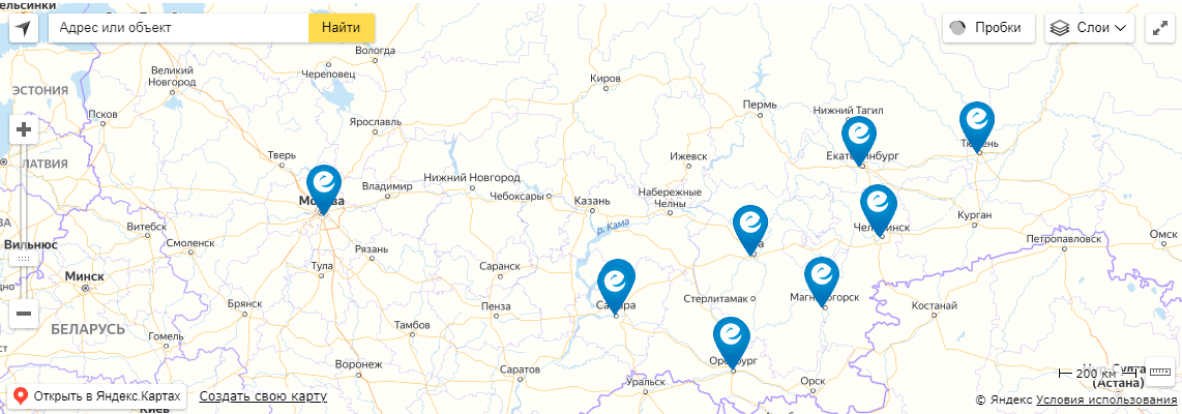 ельсинки
Адрес или объект
Найти
Пробки
Слои
Вологда
Череповец
Великий
Новгород
Киров
ЭСТОНИЯ
Пермь
Нижний Тагил
Псков
Ярославль
Тюмень
Тверь
Ижевск
Екатеринбург
ЛАТВИЯ
Нижний Новгород
Владимир
Чебоксары
Казань
Набережные
Челны
Москва
р. Кама
Курган
Витебск
Челябинск
Петропавловск
Омск
Вильнюс
Смоленск
Рязань
Тула
Саранск
Минск
Стерлитамак
Магнитогорск
Брянск
Пенза
Самара
Костанай
БЕЛАРУСЬ
Тамбов
Гомель
Воронеж
Саратов
Оренбург
Уральск
Орск
200 км
Нур-Султан
(Астана)
Открыть в Яндекс.Картах
Создать свою карту
© Яндекс Условия использования
Киев